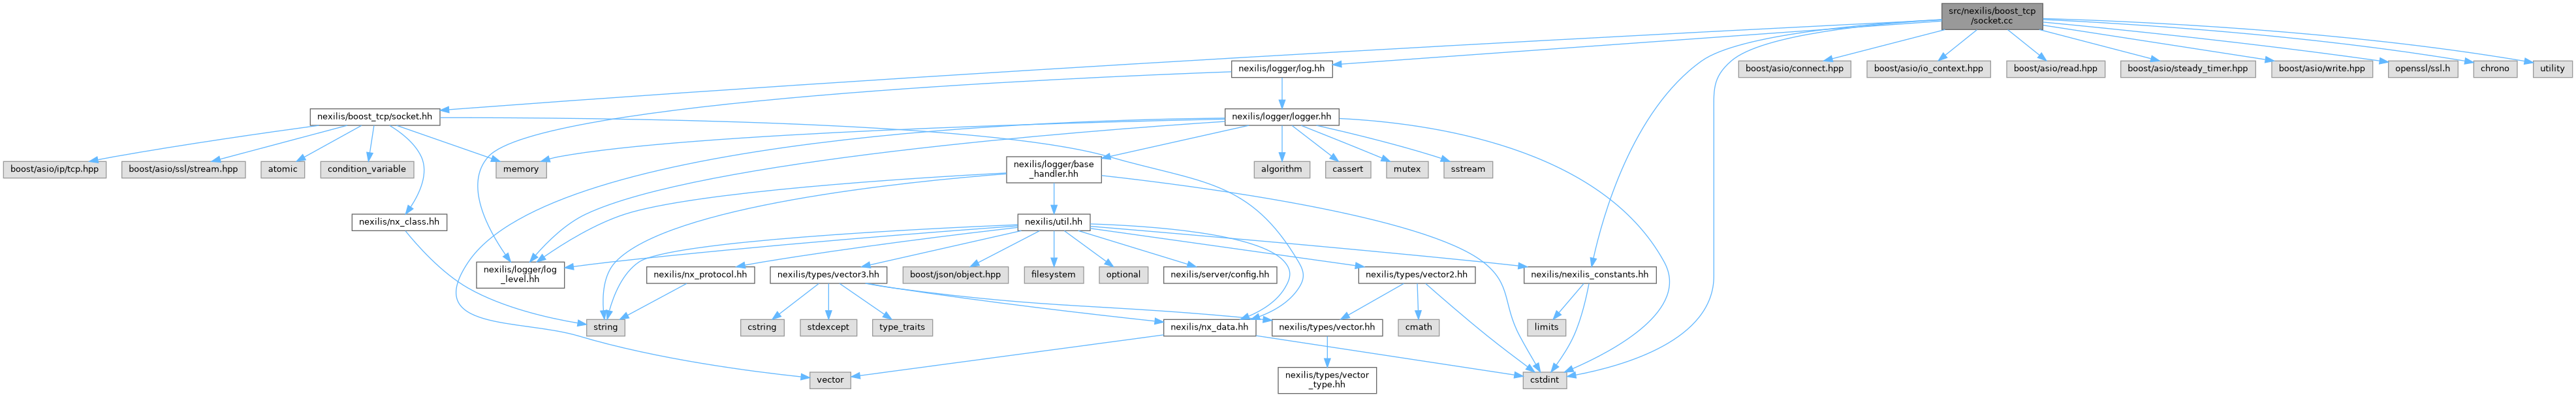 src/nexilis/boost_tcp
/socket.cc
nexilis/logger/log.hh
boost/asio/connect.hpp
boost/asio/io_context.hpp
boost/asio/read.hpp
boost/asio/steady_timer.hpp
boost/asio/write.hpp
openssl/ssl.h
chrono
utility
nexilis/boost_tcp/socket.hh
nexilis/logger/logger.hh
boost/asio/ip/tcp.hpp
boost/asio/ssl/stream.hpp
atomic
condition_variable
memory
nexilis/logger/base
_handler.hh
algorithm
cassert
mutex
sstream
nexilis/nx_class.hh
nexilis/util.hh
nexilis/logger/log
_level.hh
nexilis/nx_protocol.hh
nexilis/types/vector3.hh
boost/json/object.hpp
filesystem
optional
nexilis/server/config.hh
nexilis/types/vector2.hh
nexilis/nexilis_constants.hh
string
cstring
stdexcept
type_traits
nexilis/nx_data.hh
nexilis/types/vector.hh
cmath
limits
vector
nexilis/types/vector
_type.hh
cstdint